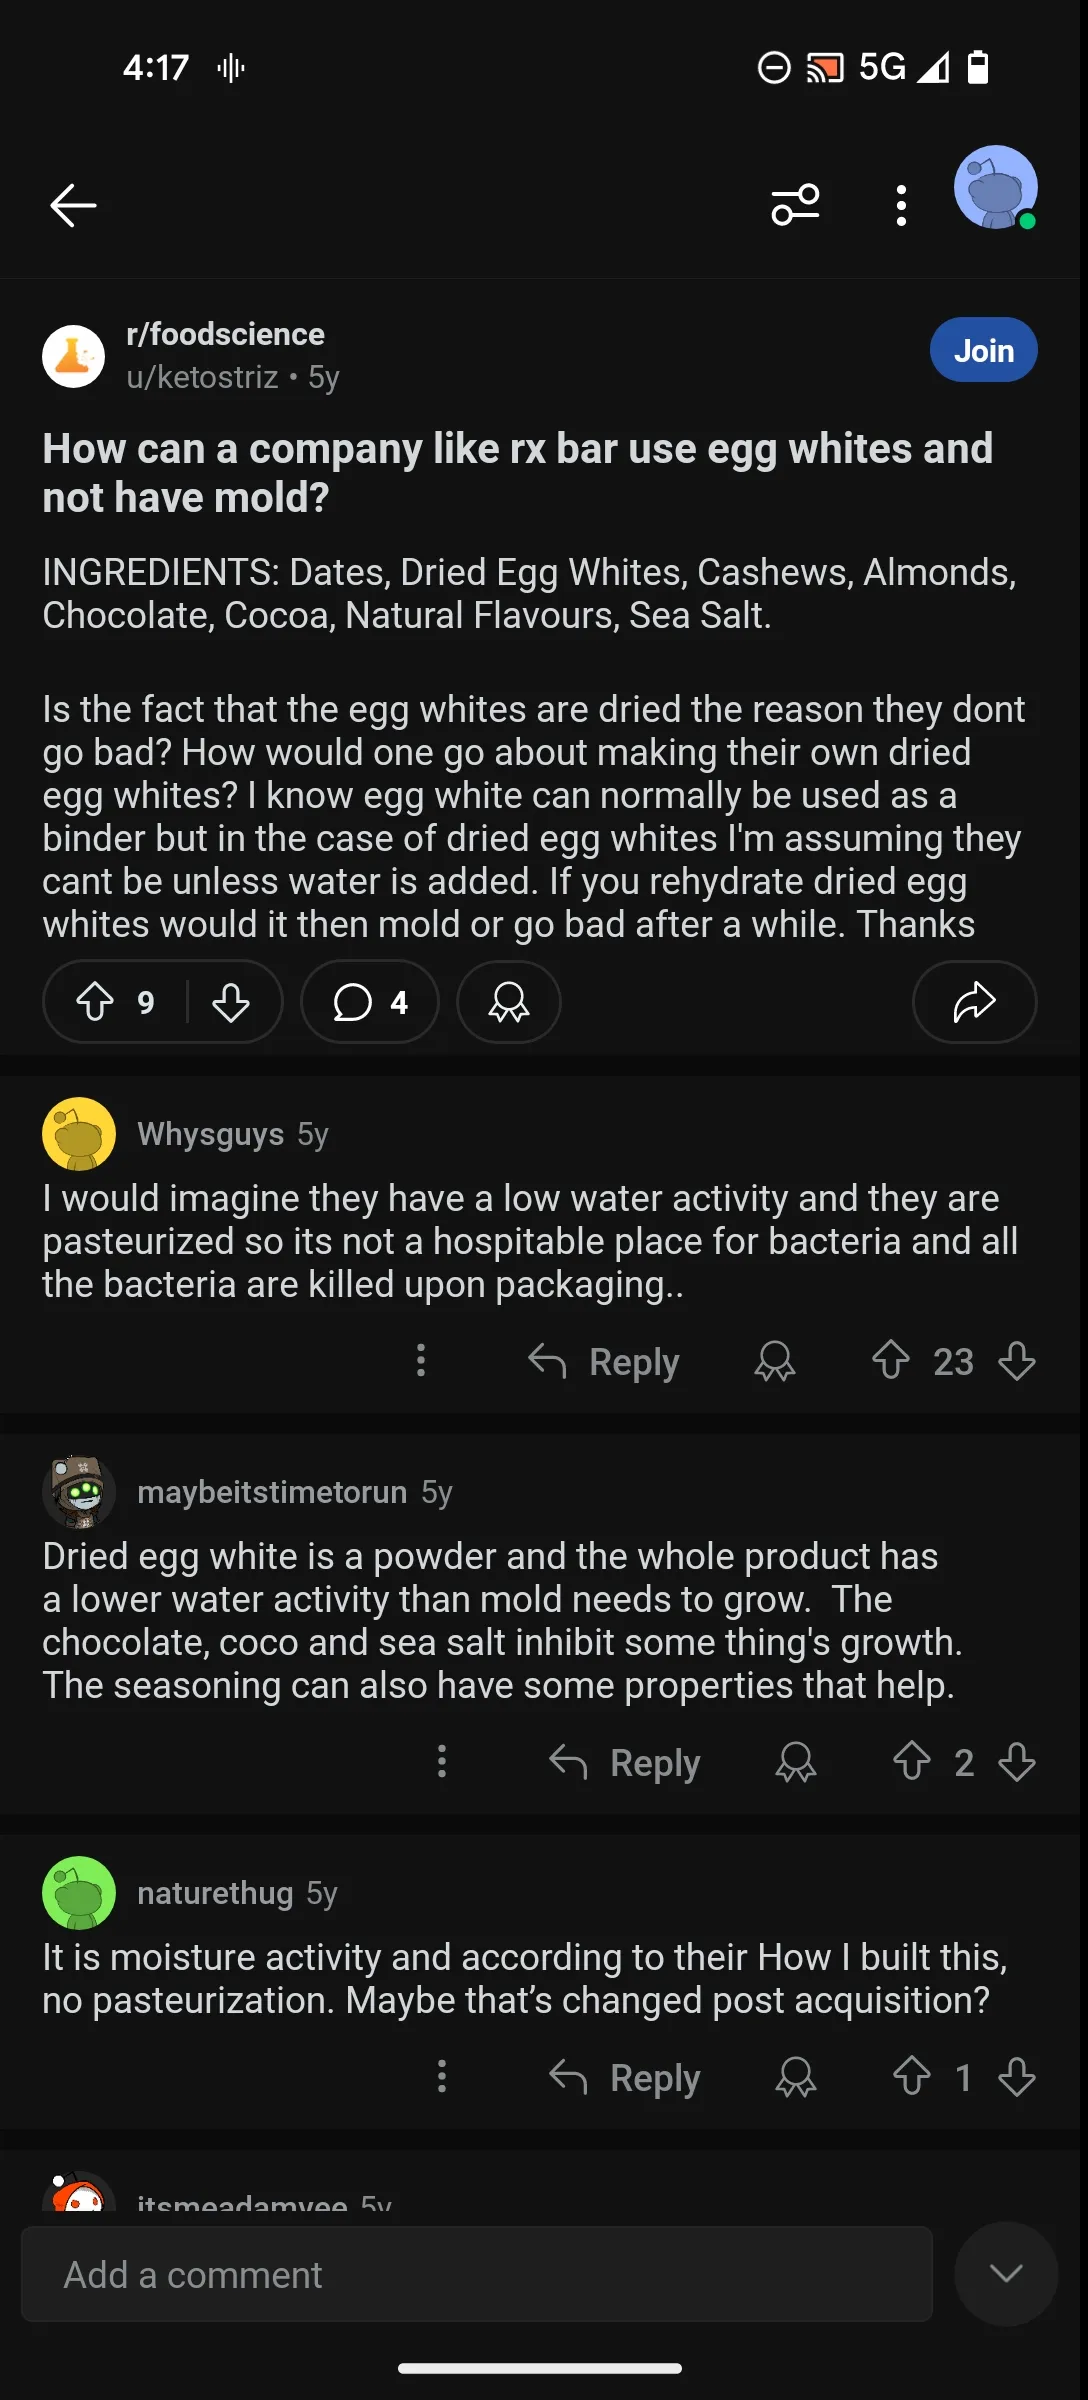 4:17
5G
r/foodscience
u/ketostriz • 5y
Join
How can a company like rx bar use egg whites and
not have mold?
INGREDIENTS: Dates, Dried Egg Whites, Cashews, Almonds,
Chocolate, Cocoa, Natural Flavours, Sea Salt.
Is the fact that the egg whites are dried the reason they dont
go bad? How would one go about making their own dried
egg whites? I know egg white can normally be used as a
binder but in the case of dried egg whites I'm assuming they
cant be unless water is added. If you rehydrate dried egg
whites would it then mold or go bad after a while. Thanks
9
4
Whysguys 5y
I would imagine they have a low water activity and they are
pasteurized so its not a hospitable place for bacteria and all
the bacteria are killed upon packaging..
Reply
23
maybeitstimetorun 5y
Dried egg white is a powder and the whole product has
a lower water activity than mold needs to grow.  The
chocolate, coco and sea salt inhibit some thing's growth.
The seasoning can also have some properties that help.
Reply
2
naturethug 5y
It is moisture activity and according to their How I built this,
no pasteurization. Maybe that’s changed post acquisition?
Reply
1
itsmeadamyee 5y
Add a comment